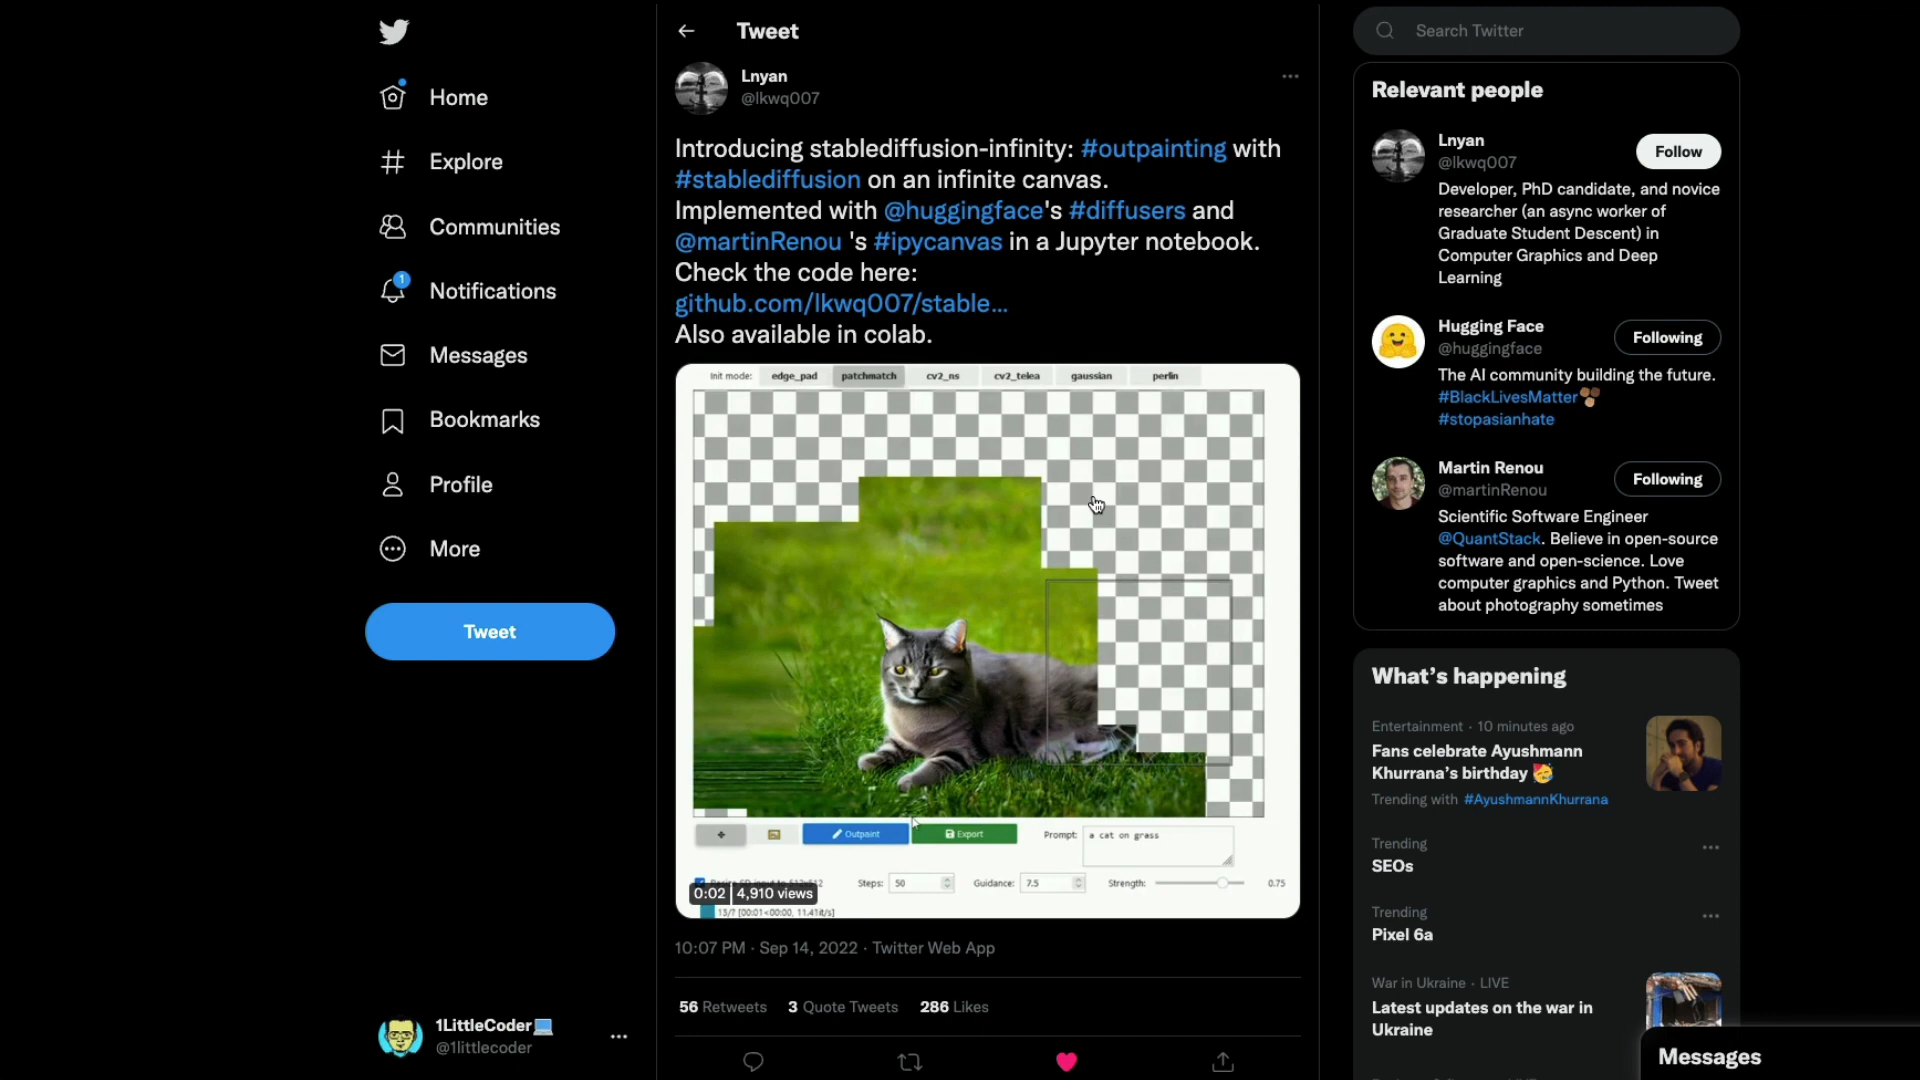 Home
Explore
Communities
1
Notifications
Messages
Bookmarks
Profile
More
Tweet
1LittleCoder
@1littlecoder
Tweet
Lnyan
@lkwq007
Introducing stablediffusion-infinity: #outpainting with
#stablediffusion on an infinite canvas.
Implemented with @huggingface's #diffusers and
@martinRenou 's #ipycanvas in a Jupyter notebook.
Check the code here:
github.com/lkwq007/stable…
Also available in colab.
Init mode: edge_pad patchmatch cv2_ns cv2_telea gaussian perlin
Outpaint Export Prompt: a cat on grass
Steps: 50 Guidance: 7.5 Strength: 0.75
0:02 4,910 views
13/? [00:01<00:00, 11.41it/s]
10:07 PM · Sep 14, 2022 · Twitter Web App
56 Retweets 3 Quote Tweets 286 Likes
Search Twitter
Relevant people
Lnyan
@lkwq007
Follow
Developer, PhD candidate, and novice
researcher (an async worker of
Graduate Student Descent) in
Computer Graphics and Deep
Learning
Hugging Face
@huggingface
Following
The AI community building the future.
#BlackLivesMatter
#stopasianhate
Martin Renou
@martinRenou
Following
Scientific Software Engineer
@QuantStack. Believe in open-source
software and open-science. Love
computer graphics and Python. Tweet
about photography sometimes
What's happening
Entertainment · 10 minutes ago
Fans celebrate Ayushmann
Khurrana's birthday 🥳
Trending with #AyushmannKhurrana
Trending
SEOs
Trending
Pixel 6a
War in Ukraine · LIVE
Latest updates on the war in
Ukraine
Messages